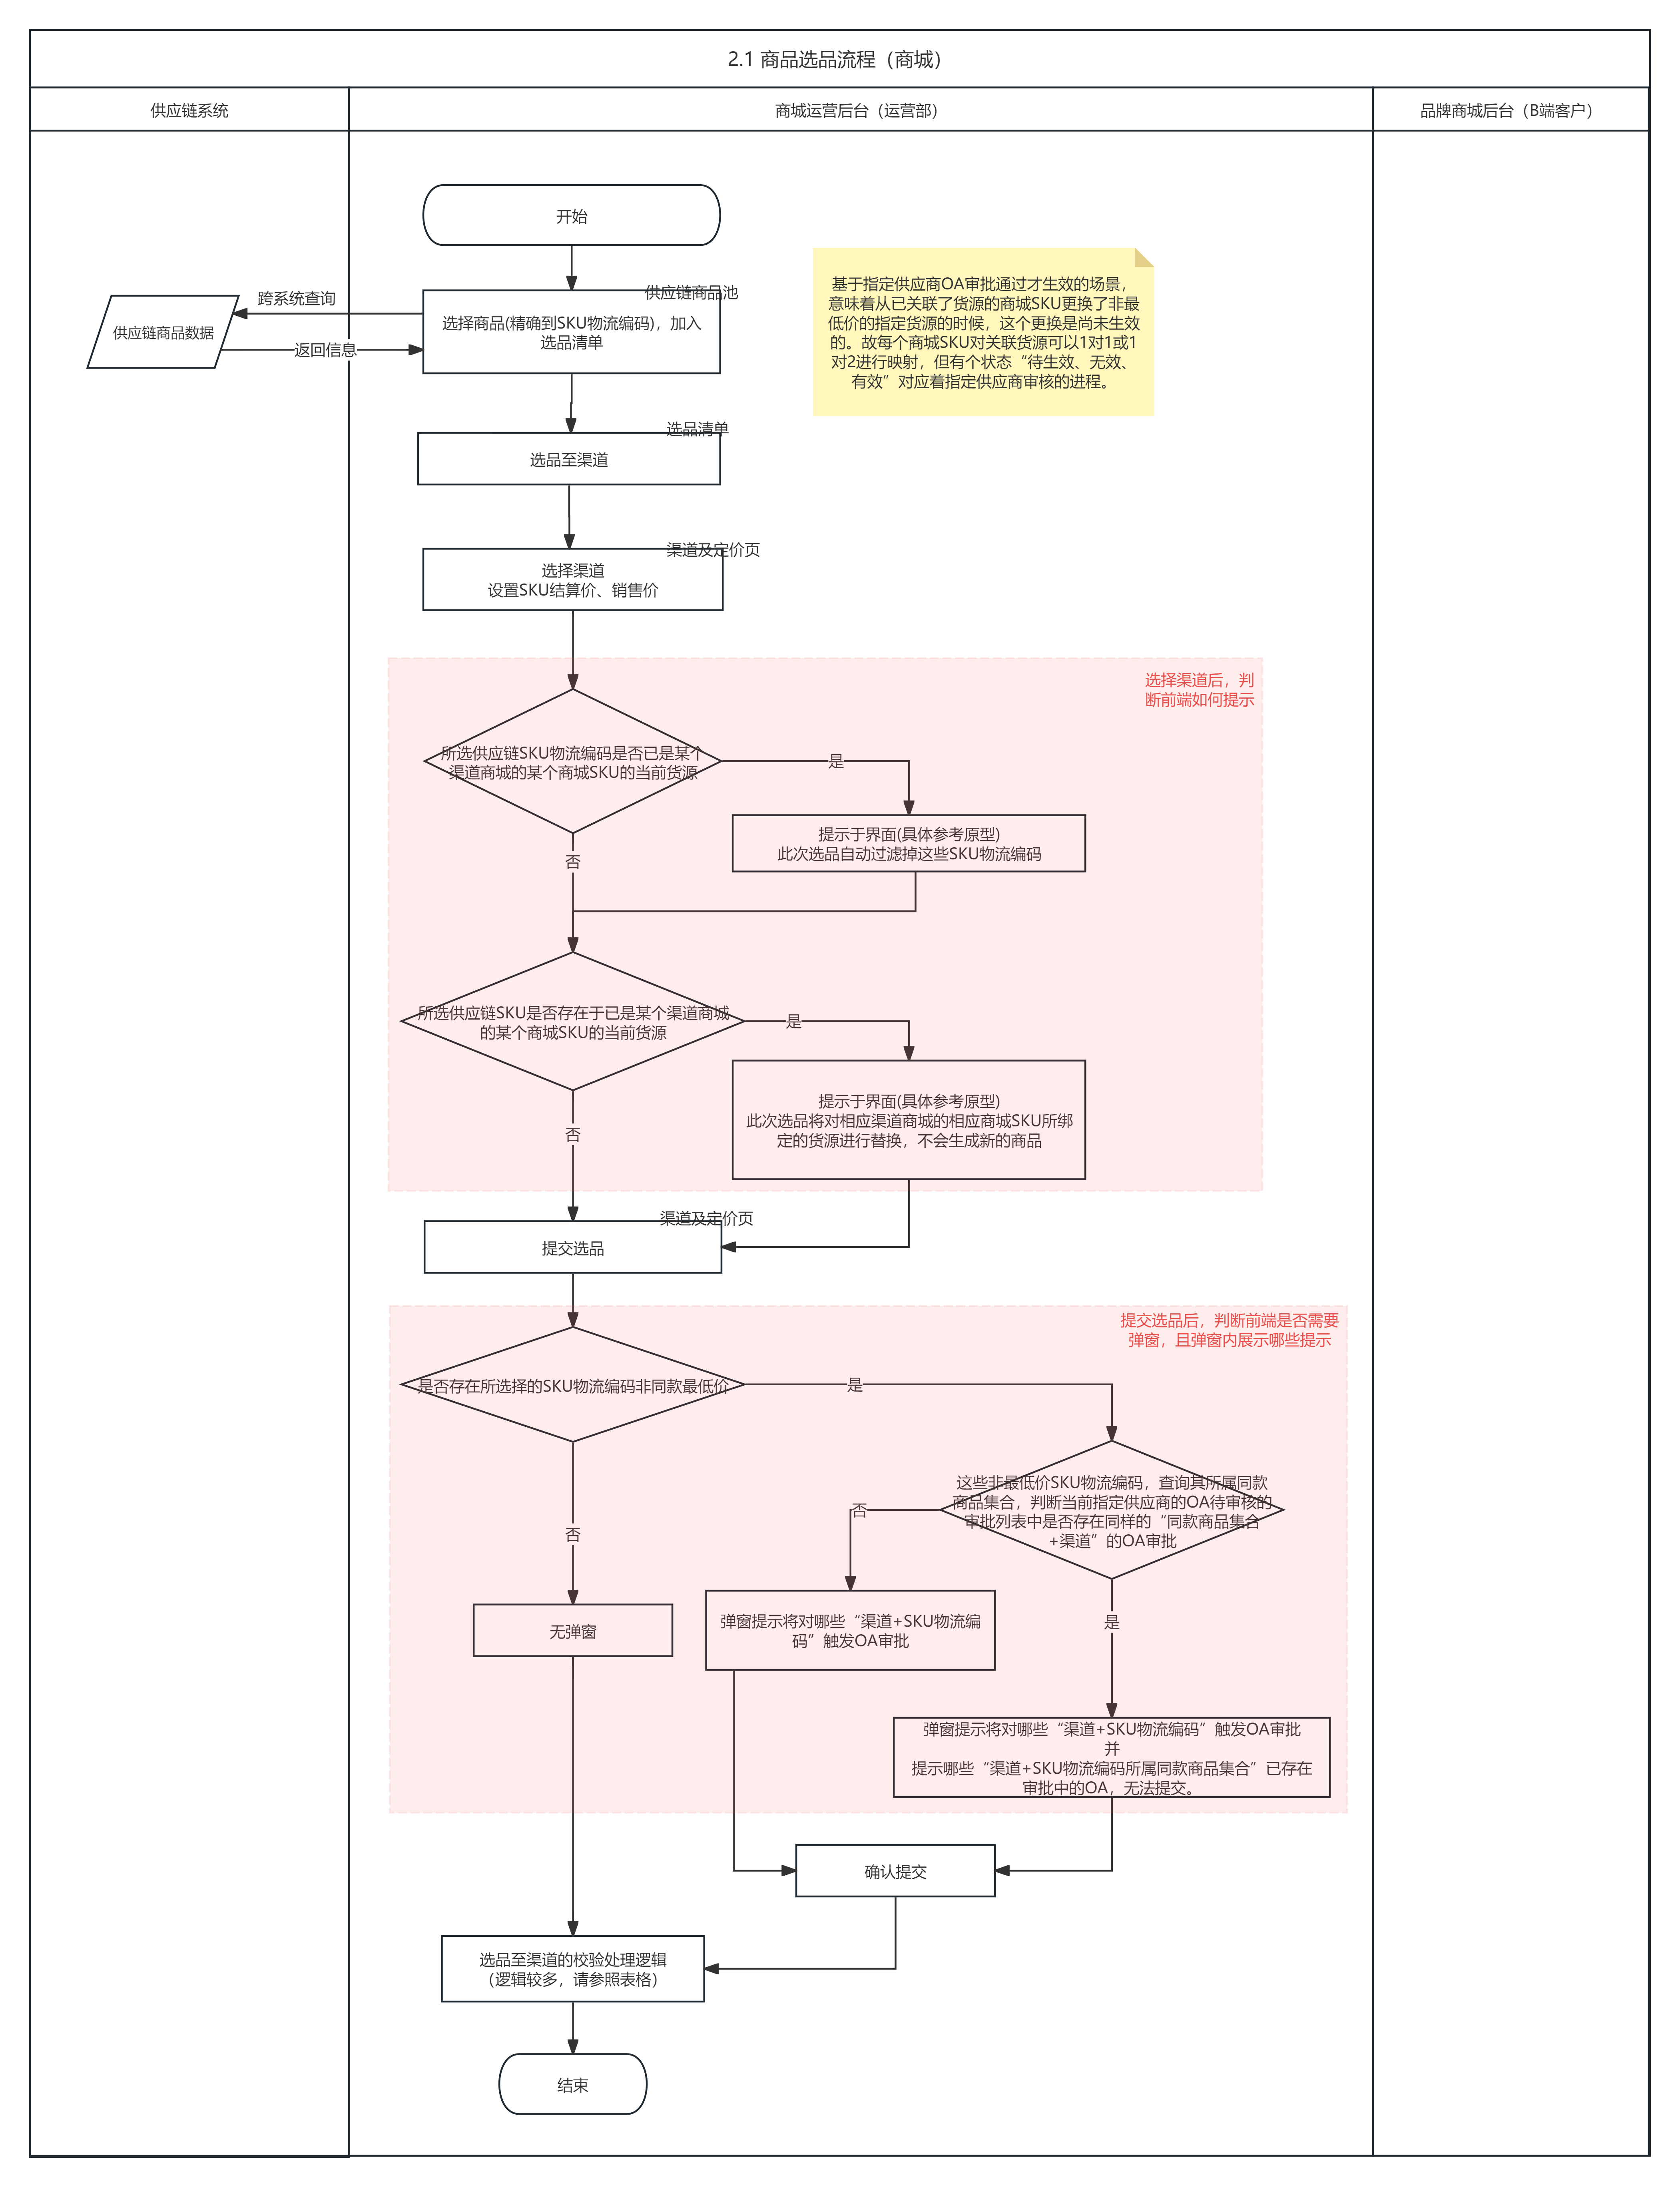 2.1 商品选品流程（商城）
供应链系统
商城运营后台（运营部）
品牌商城后台（B端客户）
开始
供应链商品池
跨系统查询
供应链商品数据
返回信息
选择商品(精确到SKU物流编码)，加入
选品清单
基于指定供应商OA审批通过才生效的场景，
意味着从已关联了货源的商城SKU更换了非最
低价的指定货源的时候，这个更换是尚未生效
的。故每个商城SKU对关联货源可以1对1或1
对2进行映射，但有个状态“待生效、无效、
有效”对应着指定供应商审核的进程。
选品清单
选品至渠道
渠道及定价页
选择渠道
设置SKU结算价、销售价
选择渠道后，判
断前端如何提示
所选供应链SKU物流编码是否已是某个
渠道商城的某个商城SKU的当前货源
是
提示于界面(具体参考原型)
此次选品自动过滤掉这些SKU物流编码
否
所选供应链SKU是否存在于已是某个渠道商城
的某个商城SKU的当前货源
是
提示于界面(具体参考原型)
此次选品将对相应渠道商城的相应商城SKU所绑
定的货源进行替换，不会生成新的商品
否
渠道及定价页
提交选品
提交选品后，判断前端是否需要
弹窗，且弹窗内展示哪些提示
是否存在所选择的SKU物流编码非同款最低价
是
这些非最低价SKU物流编码，查询其所属同款
商品集合，判断当前指定供应商的OA待审核的
审批列表中是否存在同样的“同款商品集合
+渠道”的OA审批
否
否
无弹窗
弹窗提示将对哪些“渠道+SKU物流编
码”触发OA审批
是
弹窗提示将对哪些“渠道+SKU物流编码”触发OA审批
并
提示哪些“渠道+SKU物流编码所属同款商品集合”已存在
审批中的OA，无法提交。
确认提交
选品至渠道的校验处理逻辑
（逻辑较多，请参照表格）
结束